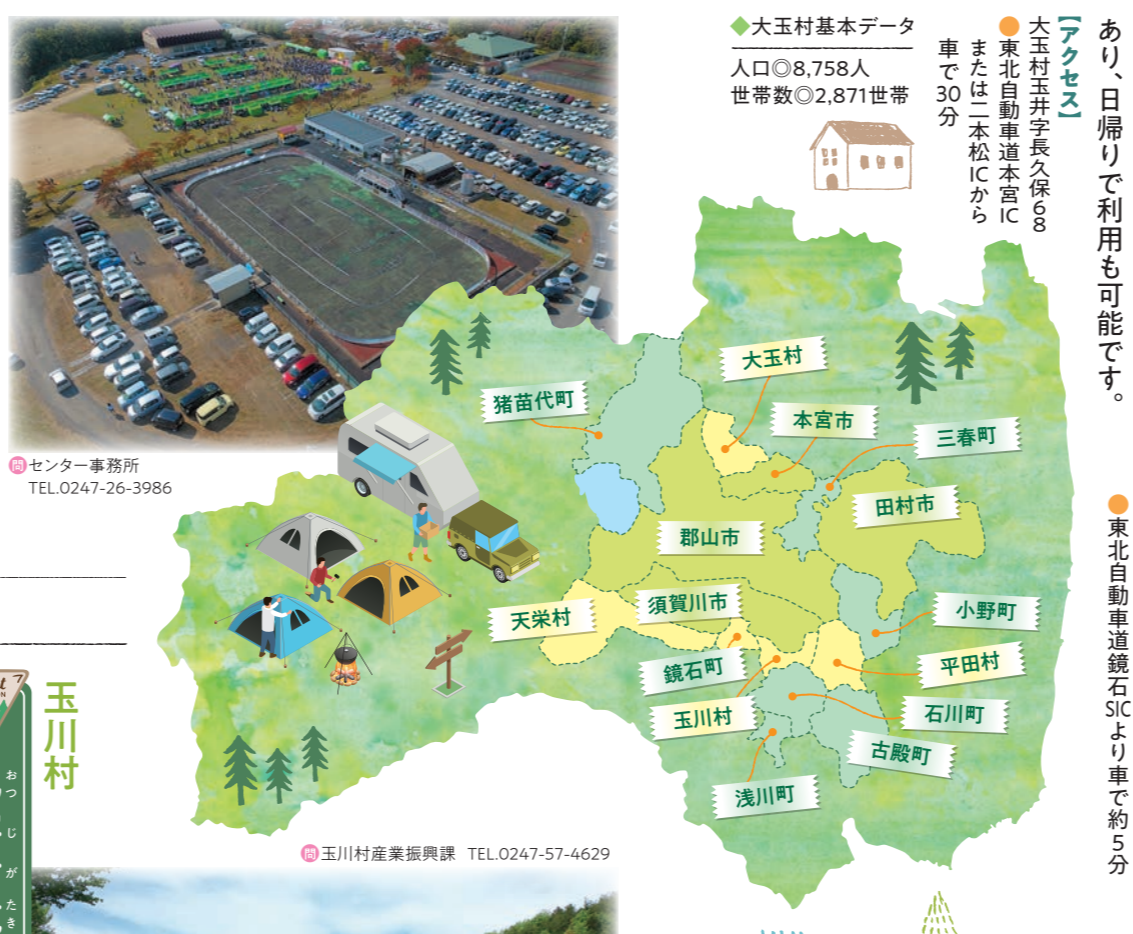 あり、日帰りで利用も可能です。
【アクセス】
大玉村玉井字長久保68
●東北自動車道本宮IC
または二本松ICから
車で30分
◆大玉村基本データ
人口◎8,758人
世帯数◎2,871世帯
●東北自動車道鏡石SICより車で約5分
問センター事務所
TEL.0247-26-3986
大玉村
猪苗代町
本宮市
三春町
田村市
郡山市
天栄村
須賀川市
小野町
鏡石町
平田村
玉川村
石川町
古殿町
浅川町
玉川村
問玉川村産業振興課 TEL.0247-57-4629